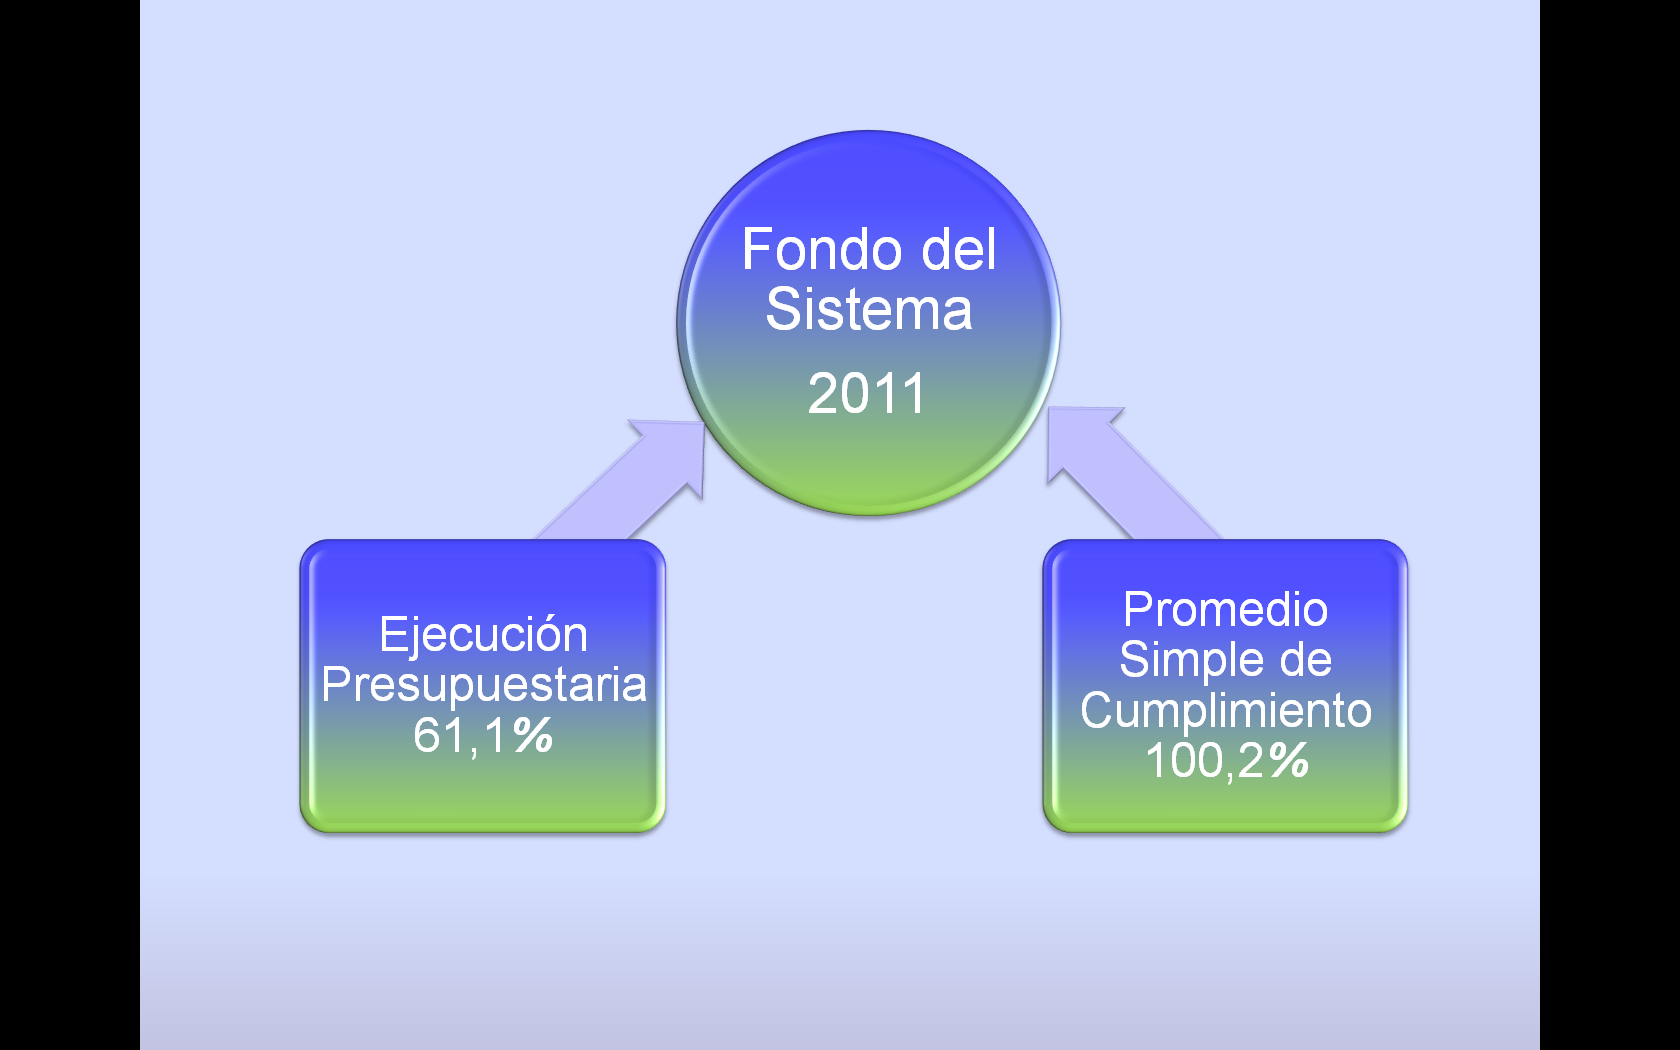 Fondo del
Sistema
2011
Ejecución
Presupuestaria
61,1%
Promedio
Simple de
Cumplimiento
100,2%